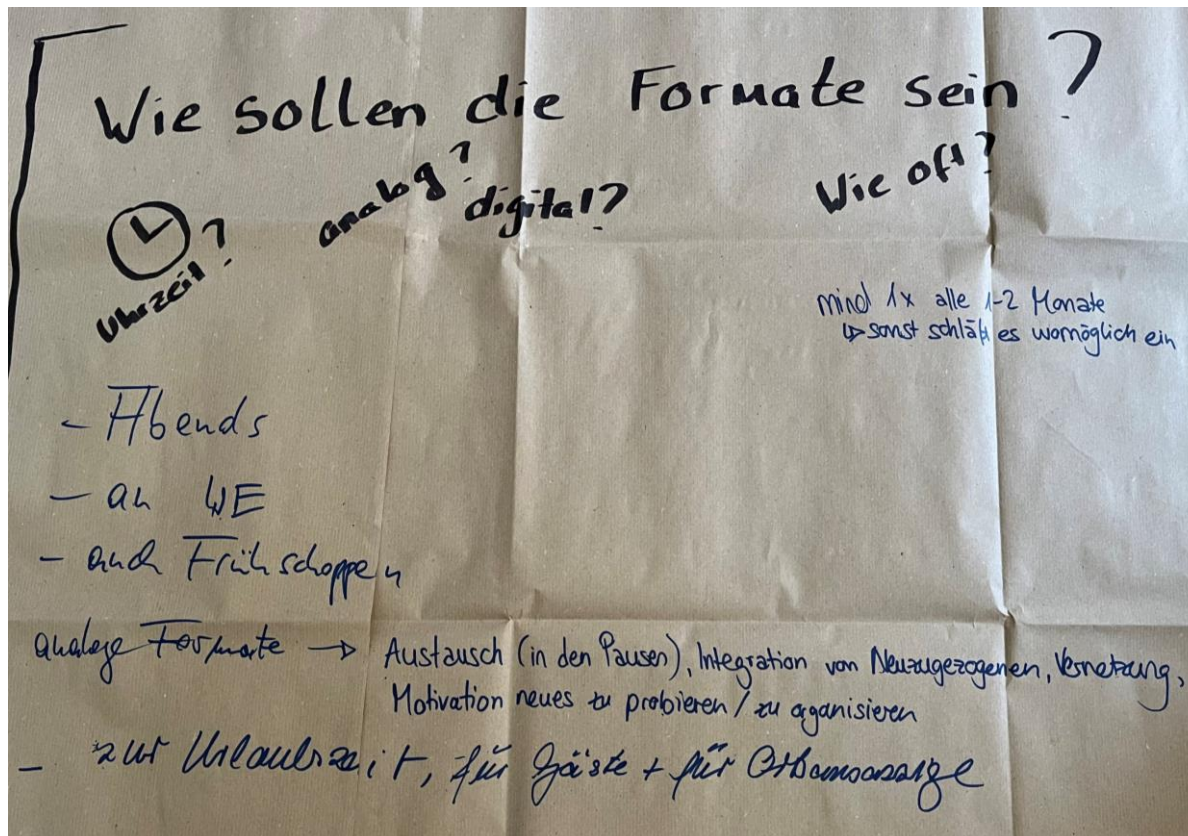 Wie sollen die Formate sein?
Uhrzeit?
analog?
digital?
Wie oft?
mind 1x alle 1-2 Monate
↳ sonst schläft es womöglich ein
- Abends
- an WE
- auch Frühschoppen
analoge Formate → Austausch (in den Pausen), Integration von Neuzugezogenen, Vernetzung,
Motivation neues zu probieren / zu organisieren
- zur Urlaubszeit, für Gäste + für